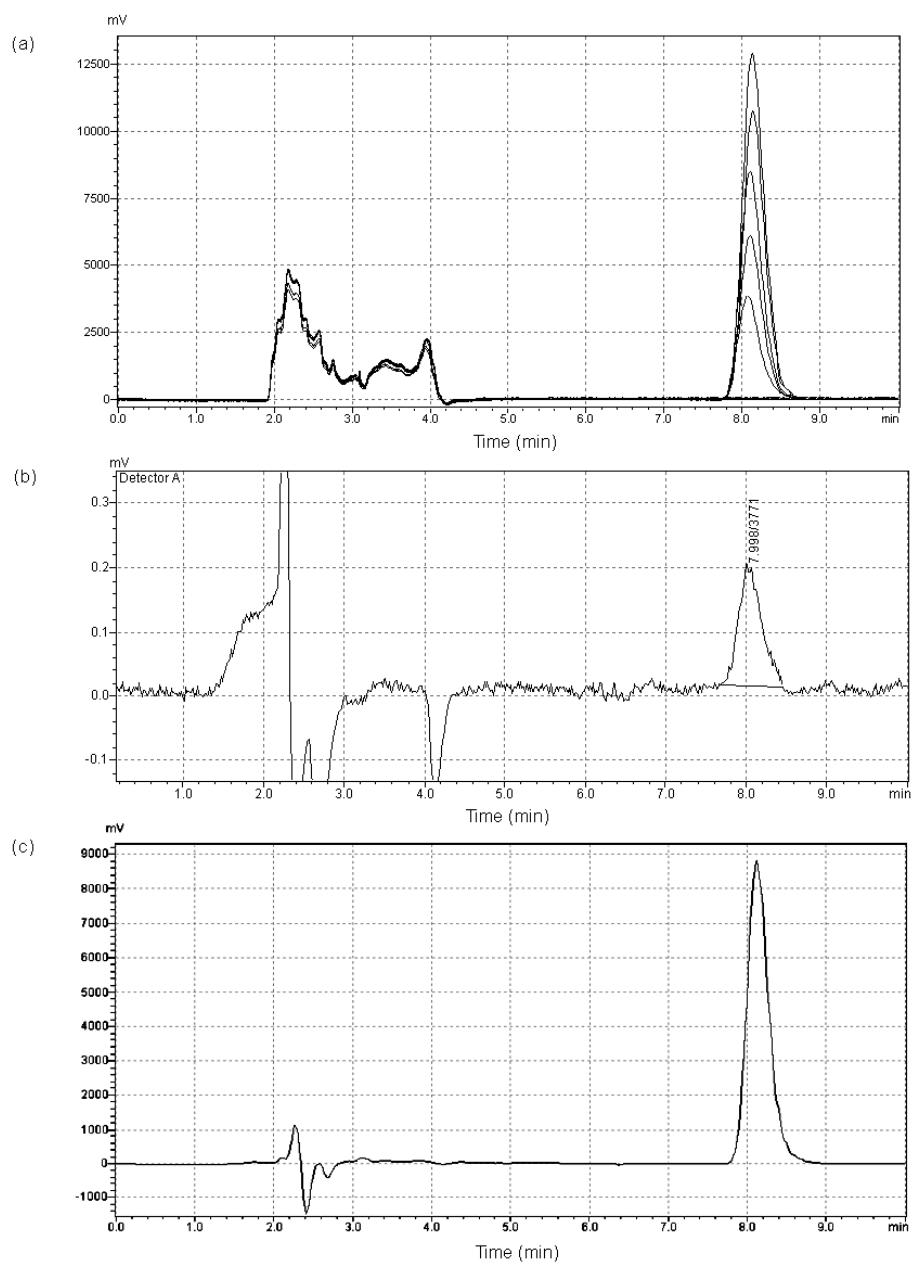 mV
(a)
12500
10000
7500
5000
2500
0
0.0 1.0 2.0 3.0 4.0 5.0 6.0 7.0 8.0 9.0 min
Time (min)
mV
(b)
Detector A
7.998/3771
0.3
0.2
0.1
0.0
-0.1
1.0 2.0 3.0 4.0 5.0 6.0 7.0 8.0 9.0 min
Time (min)
mV
(c)
9000
8000
7000
6000
5000
4000
3000
2000
1000
0
-1000
0.0 1.0 2.0 3.0 4.0 5.0 6.0 7.0 8.0 9.0 min
Time (min)